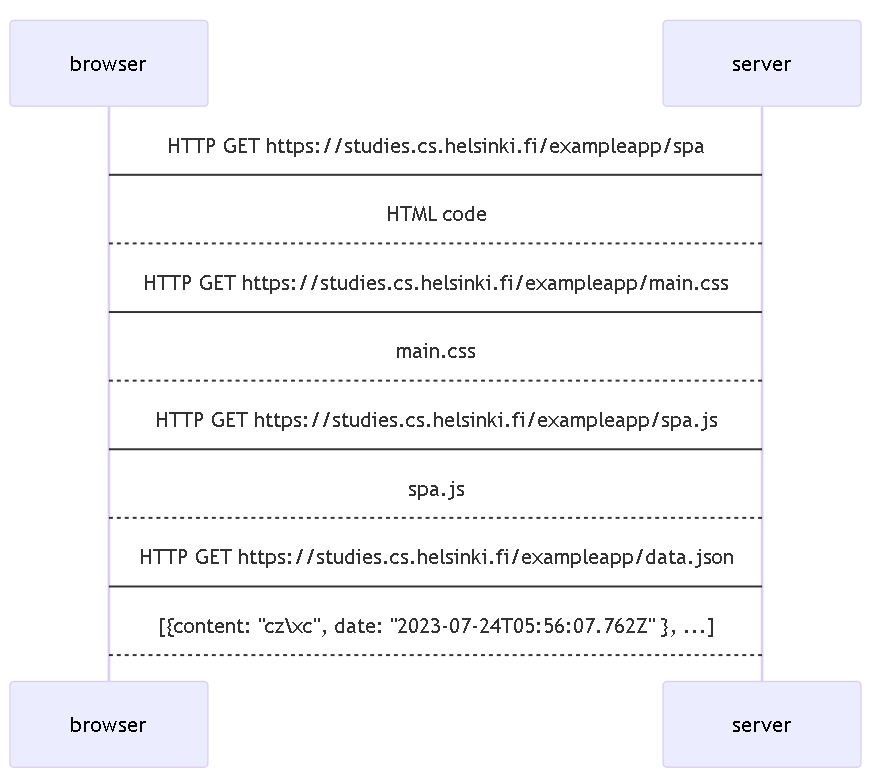 browser
server
HTTP GET https://studies.cs.helsinki.fi/exampleapp/spa
HTML code
HTTP GET https://studies.cs.helsinki.fi/exampleapp/main.css
main.css
HTTP GET https://studies.cs.helsinki.fi/exampleapp/spa.js
spa.js
HTTP GET https://studies.cs.helsinki.fi/exampleapp/data.json
[{content: "cz\xc", date: "2023-07-24T05:56:07.762Z" }, ...]
browser
server